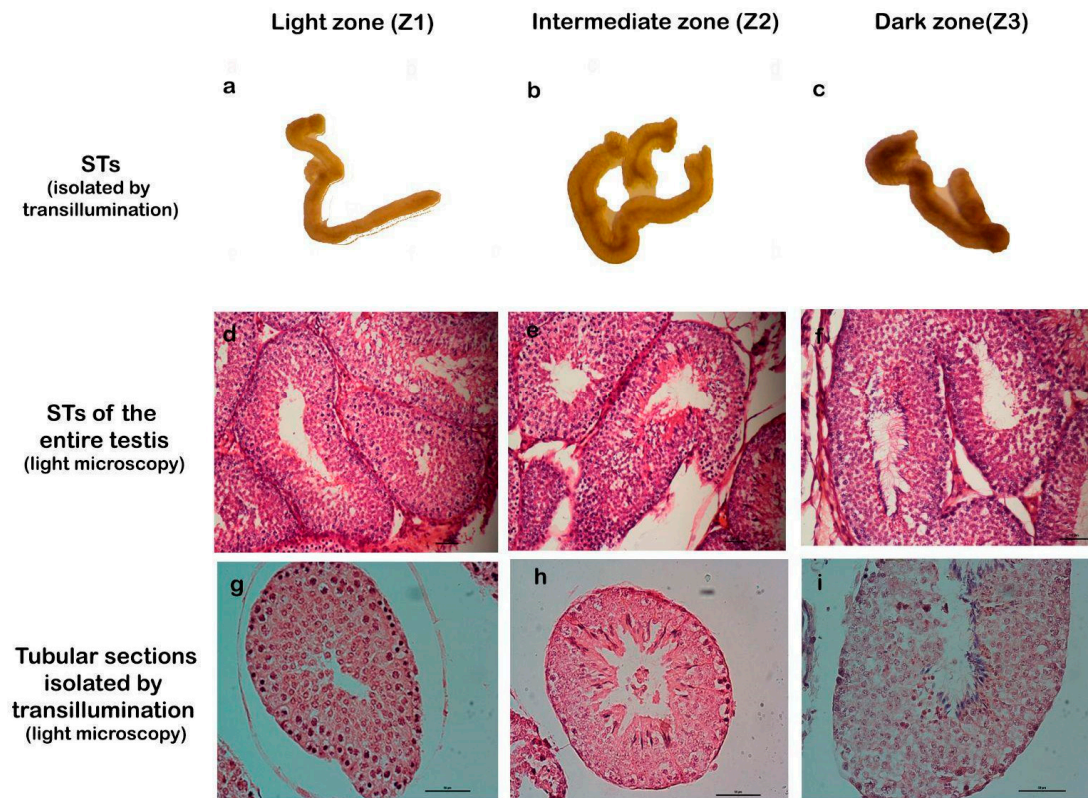 Light zone (Z1)
Intermediate zone (Z2)
Dark zone(Z3)
a
b
c
STs
(isolated by
transillumination)
d
e
f
STs of the
entire testis
(light microscopy)
g
h
i
Tubular sections
isolated by
transillumination
(light microscopy)